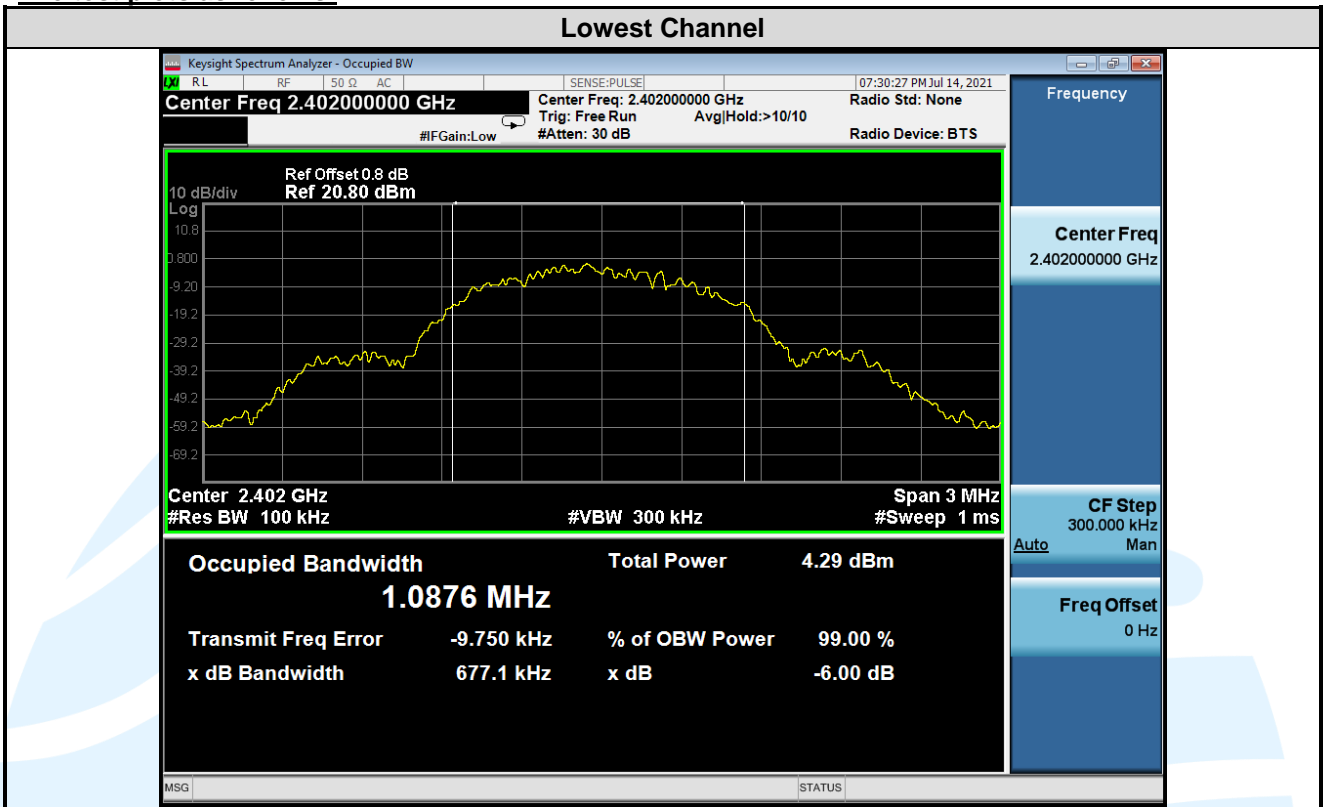 Lowest Channel
Keysight Spectrum Analyzer - Occupied BW
LXI RL RF 50 Ω AC SENSE:PULSE 07:30:27 PM Jul 14, 2021
Center Freq 2.402000000 GHz Center Freq: 2.402000000 GHz Radio Std: None
Trig: Free Run Avg|Hold:>10/10
#IFGain:Low #Atten: 30 dB Radio Device: BTS
Ref Offset 0.8 dB
10 dB/div Ref 20.80 dBm
Log
10.8
0.800
-9.20
-19.2
-29.2
-39.2
-49.2
-59.2
-69.2
Center 2.402 GHz Span 3 MHz
#Res BW 100 kHz #VBW 300 kHz #Sweep 1 ms
Occupied Bandwidth Total Power 4.29 dBm
1.0876 MHz
Transmit Freq Error -9.750 kHz % of OBW Power 99.00 %
x dB Bandwidth 677.1 kHz x dB -6.00 dB
MSG STATUS
Frequency
Center Freq
2.402000000 GHz
CF Step
300.000 kHz
Auto Man
Freq Offset
0 Hz